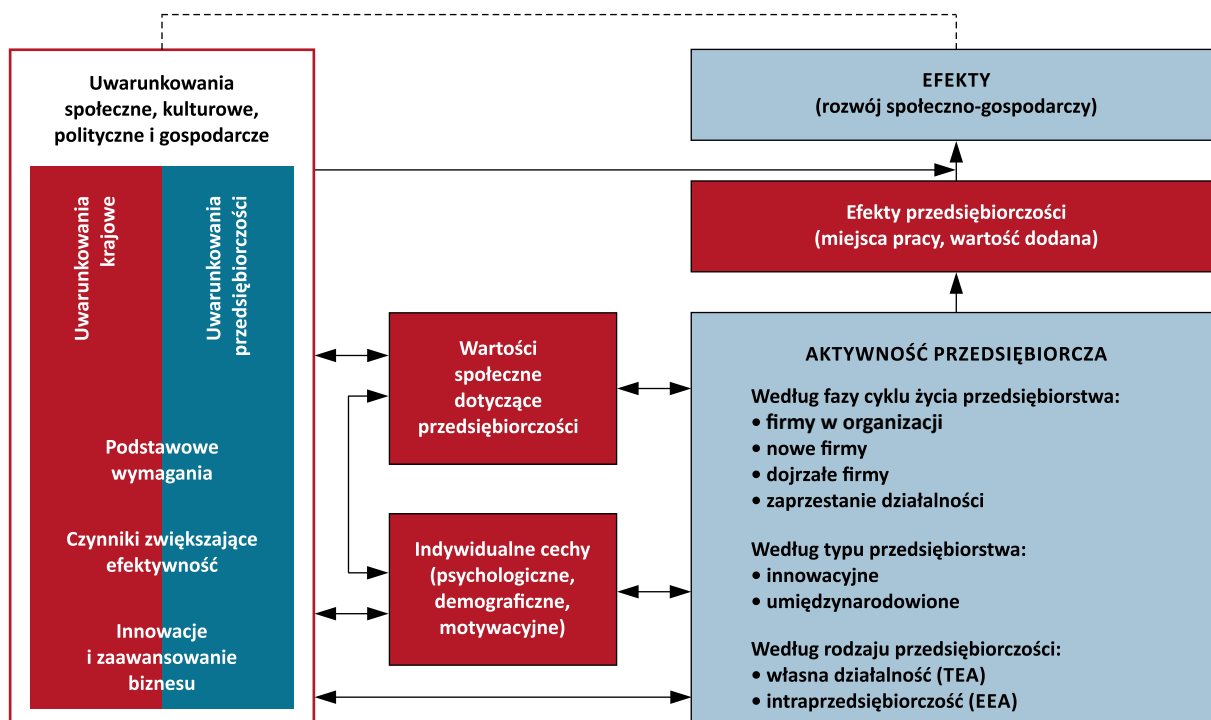 Uwarunkowania
społeczne, kulturowe,
polityczne i gospodarcze
Uwarunkowania
krajowe
Uwarunkowania
przedsiębiorczości
Podstawowe
wymagania
Czynniki zwiększające
efektywność
Innowacje
i zaawansowanie
biznesu
Wartości
społeczne
dotyczące
przedsiębiorczości
Indywidualne cechy
(psychologiczne,
demograficzne,
motywacyjne)
EFEKTY
(rozwój społeczno-gospodarczy)
Efekty przedsiębiorczości
(miejsca pracy, wartość dodana)
AKTYWNOŚĆ PRZEDSIĘBIORCZA
Według fazy cyklu życia przedsiębiorstwa:
• firmy w organizacji
• nowe firmy
• dojrzałe firmy
• zaprzestanie działalności
Według typu przedsiębiorstwa:
• innowacyjne
• umiędzynarodowione
Według rodzaju przedsiębiorczości:
• własna działalność (TEA)
• intraprzedsiębiorczość (EEA)